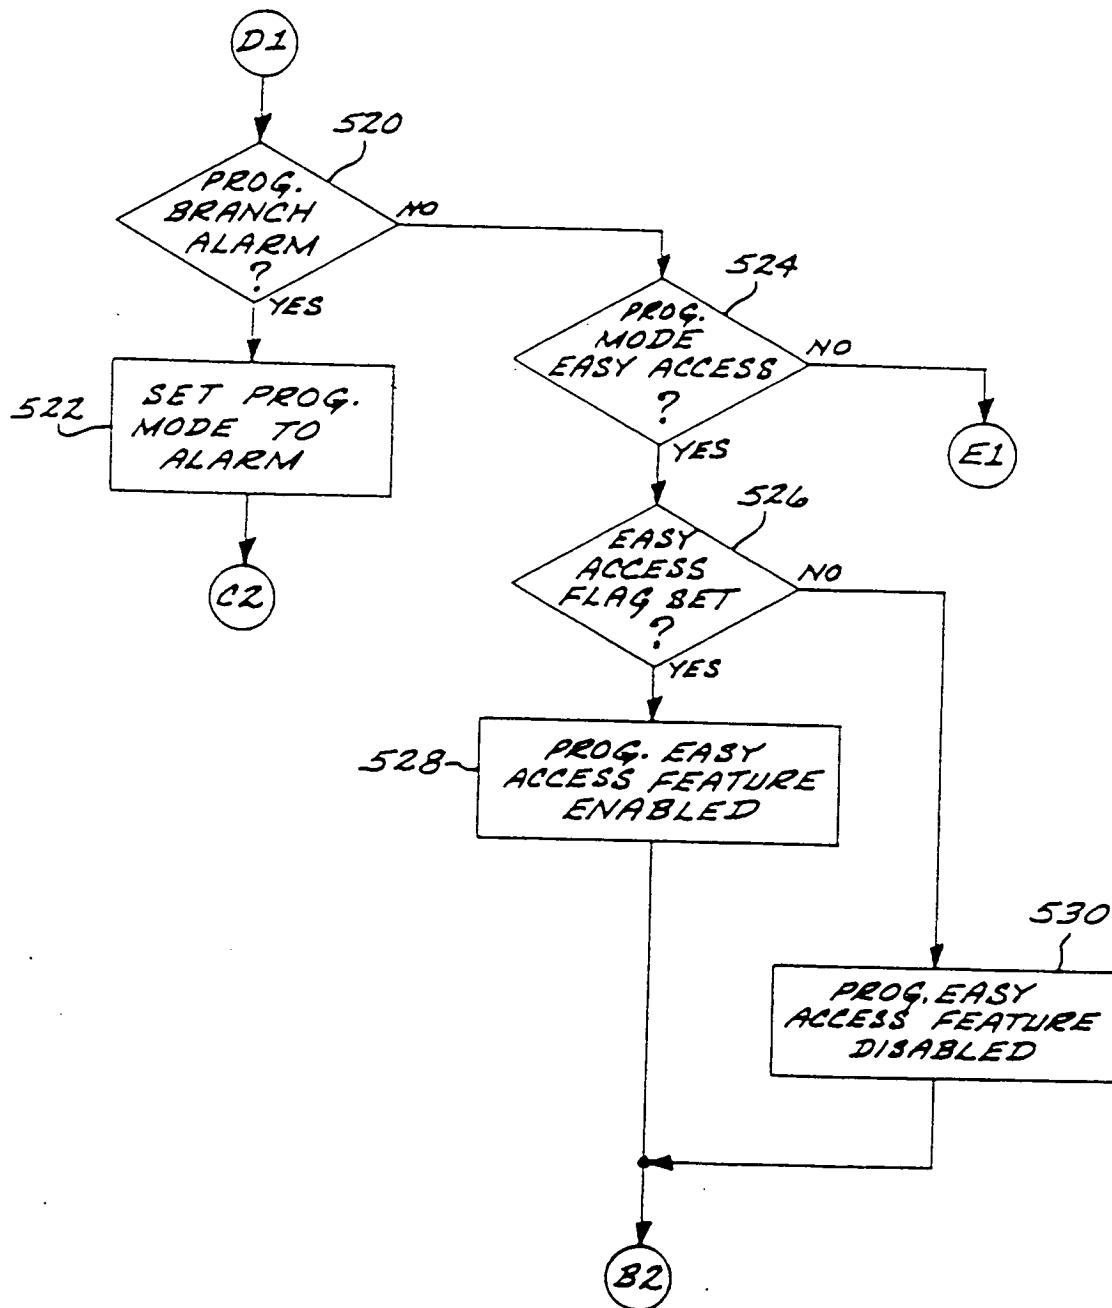 D1
520
PROG.
BRANCH
ALARM
?
NO
YES
522
SET PROG.
MODE TO
ALARM
C2
524
PROG.
MODE
EASY ACCESS
?
NO
YES
E1
526
EASY
ACCESS
FLAG SET
?
NO
YES
528
PROG. EASY
ACCESS FEATURE
ENABLED
530
PROG. EASY
ACCESS FEATURE
DISABLED
B2